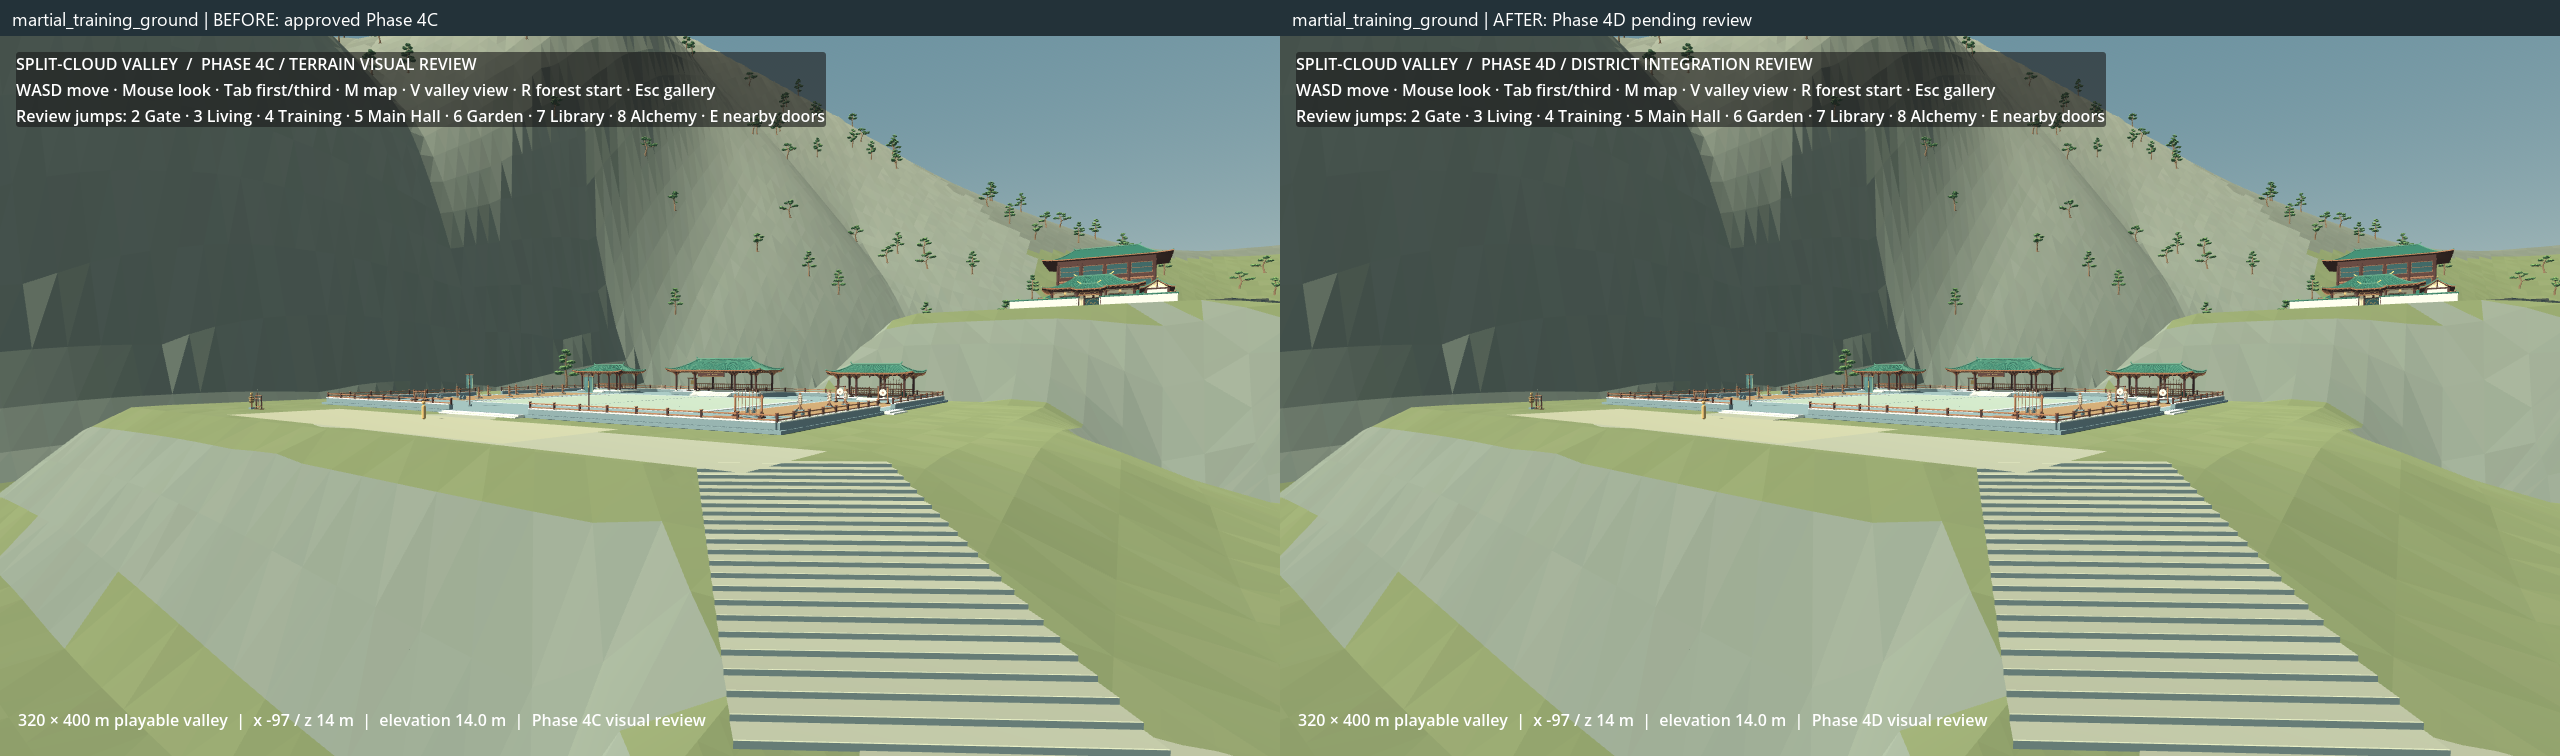 martial_training_ground | BEFORE: approved Phase 4C
SPLIT-CLOUD VALLEY / PHASE 4C / TERRAIN VISUAL REVIEW
WASD move · Mouse look · Tab first/third · M map · V valley view · R forest start · Esc gallery
Review jumps: 2 Gate · 3 Living · 4 Training · 5 Main Hall · 6 Garden · 7 Library · 8 Alchemy · E nearby doors
320 × 400 m playable valley | x -97 / z 14 m | elevation 14.0 m | Phase 4C visual review
martial_training_ground | AFTER: Phase 4D pending review
SPLIT-CLOUD VALLEY / PHASE 4D / DISTRICT INTEGRATION REVIEW
WASD move · Mouse look · Tab first/third · M map · V valley view · R forest start · Esc gallery
Review jumps: 2 Gate · 3 Living · 4 Training · 5 Main Hall · 6 Garden · 7 Library · 8 Alchemy · E nearby doors
320 × 400 m playable valley | x -97 / z 14 m | elevation 14.0 m | Phase 4D visual review